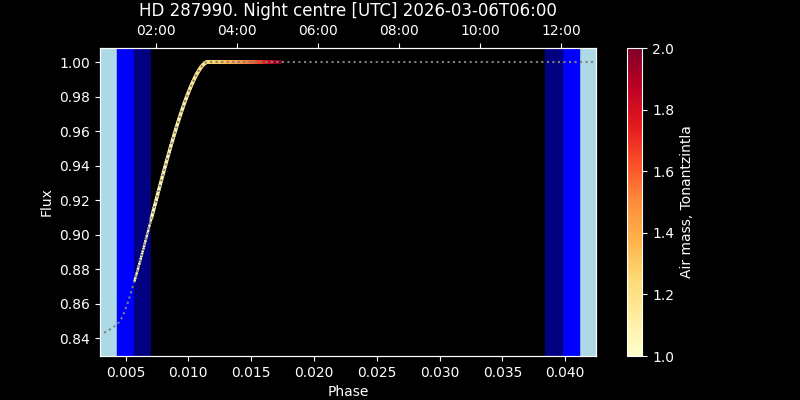 HD 287990. Night centre [UTC] 2026-03-06T06:00
02:00 04:00 06:00 08:00 10:00 12:00
1.00
0.98
0.96
0.94
0.92
0.90
0.88
0.86
0.84
Flux
0.005 0.010 0.015 0.020 0.025 0.030 0.035 0.040
Phase
2.0
1.8
1.6
1.4
1.2
1.0
Air mass, Tonantzintla